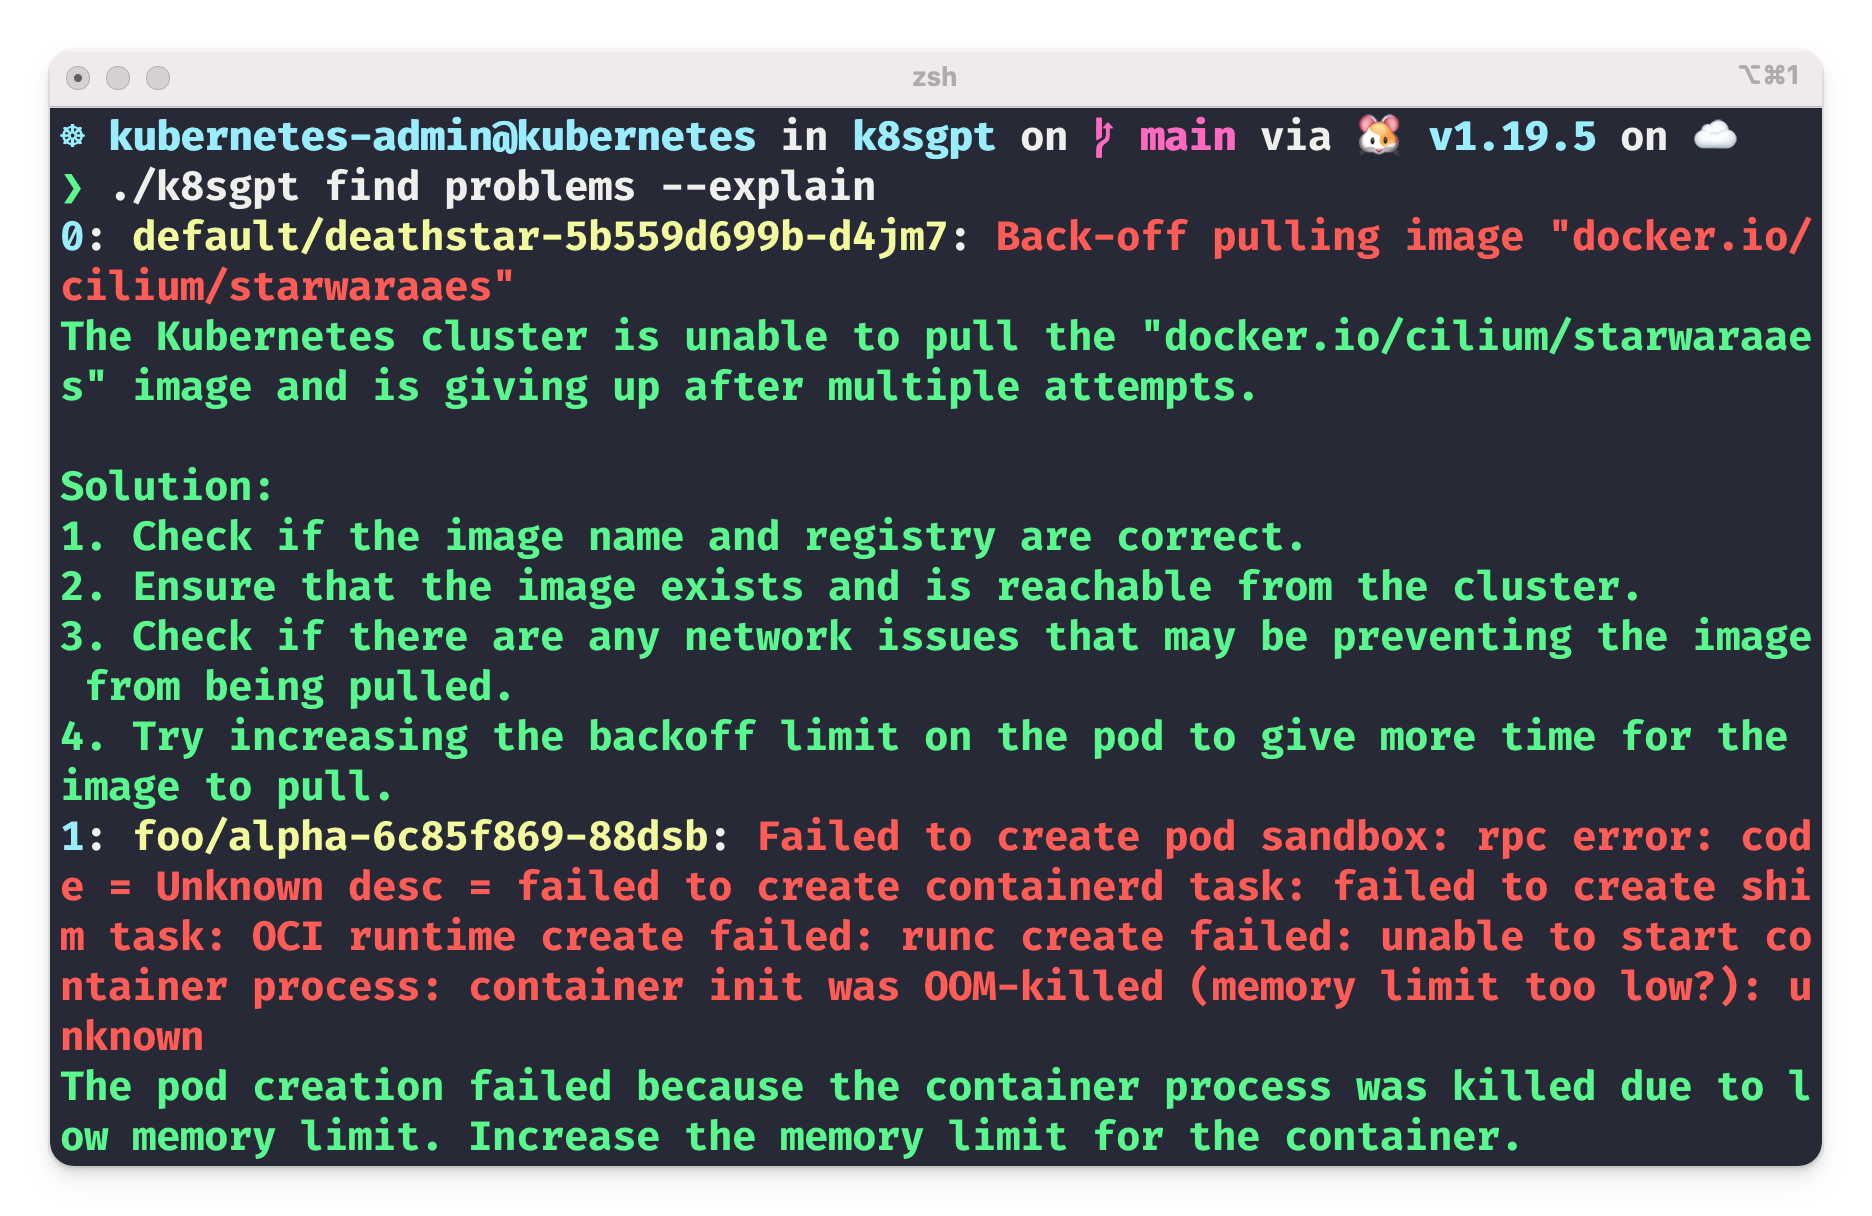 zsh
⌥⌘1
☸ kubernetes-admin@kubernetes in k8sgpt on main via 🐹 v1.19.5 on ☁️
❯ ./k8sgpt find problems --explain
0: default/deathstar-5b559d699b-d4jm7: Back-off pulling image "docker.io/
cilium/starwaraaes"
The Kubernetes cluster is unable to pull the "docker.io/cilium/starwaraae
s" image and is giving up after multiple attempts.
Solution:
1. Check if the image name and registry are correct.
2. Ensure that the image exists and is reachable from the cluster.
3. Check if there are any network issues that may be preventing the image
from being pulled.
4. Try increasing the backoff limit on the pod to give more time for the
image to pull.
1: foo/alpha-6c85f869-88dsb: Failed to create pod sandbox: rpc error: cod
e = Unknown desc = failed to create containerd task: failed to create shi
m task: OCI runtime create failed: runc create failed: unable to start co
ntainer process: container init was OOM-killed (memory limit too low?): u
nknown
The pod creation failed because the container process was killed due to l
ow memory limit. Increase the memory limit for the container.